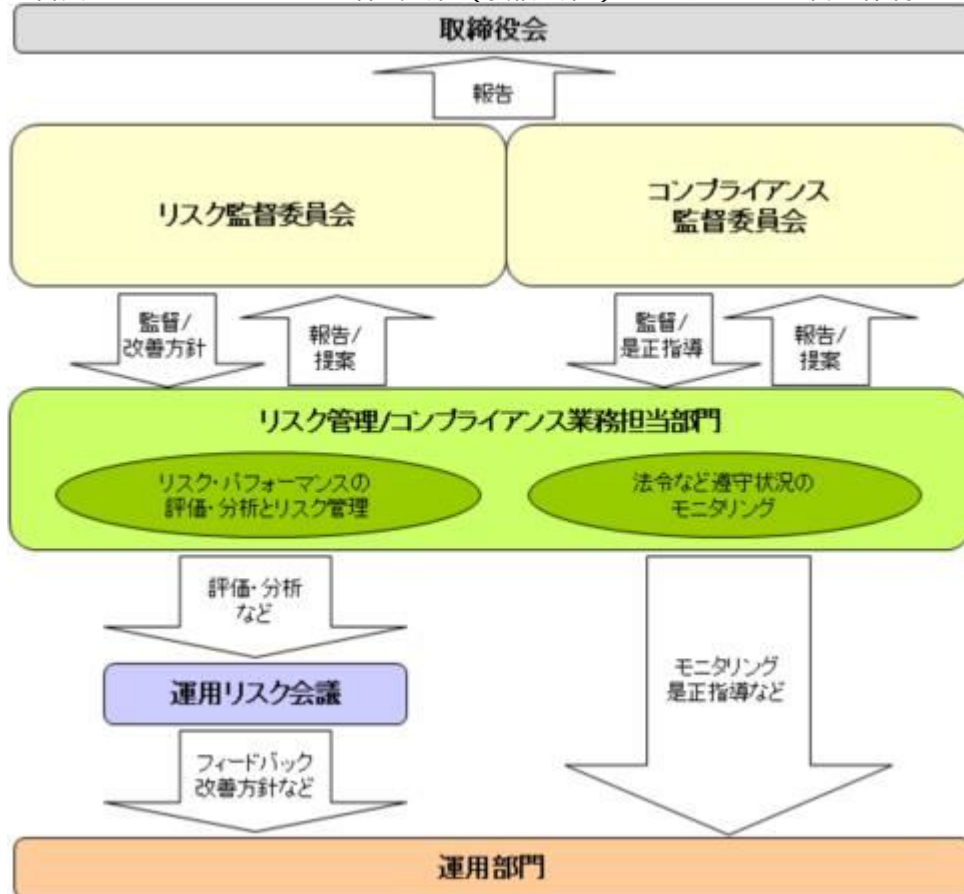 取締役会
報告
リスク監督委員会
コンプライアンス
監督委員会
監督/
改善方針
報告/
提案
監督/
是正指導
報告/
提案
リスク管理/コンプライアンス業務担当部門
リスク・パフォーマンスの
評価・分析とリスク管理
法令など遵守状況の
モニタリング
評価・分析
など
運用リスク会議
モニタリング
是正指導など
フィードバック
改善方針など
運用部門